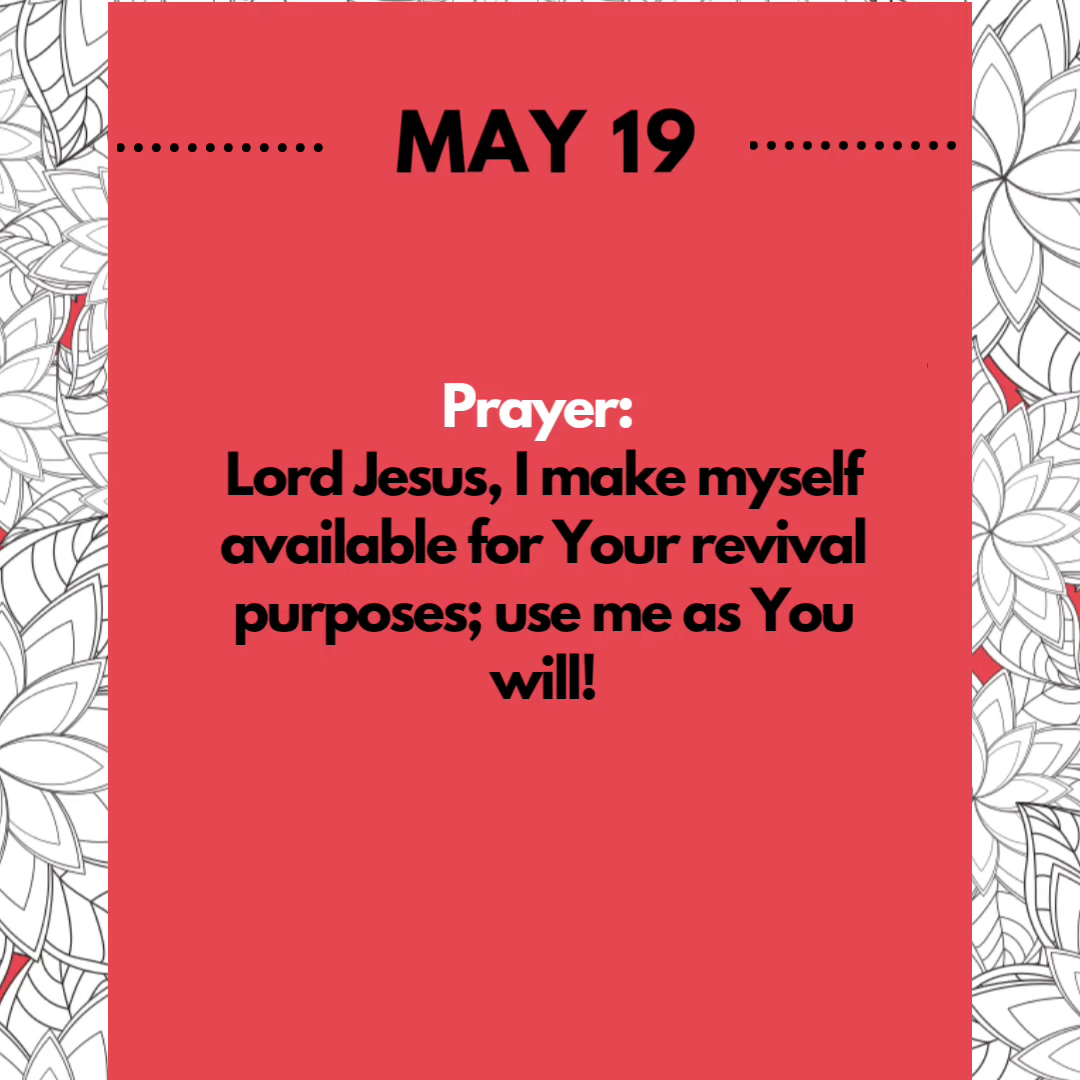 MAY 19
Prayer:
Lord Jesus, I make myself
available for Your revival
purposes; use me as You
will!